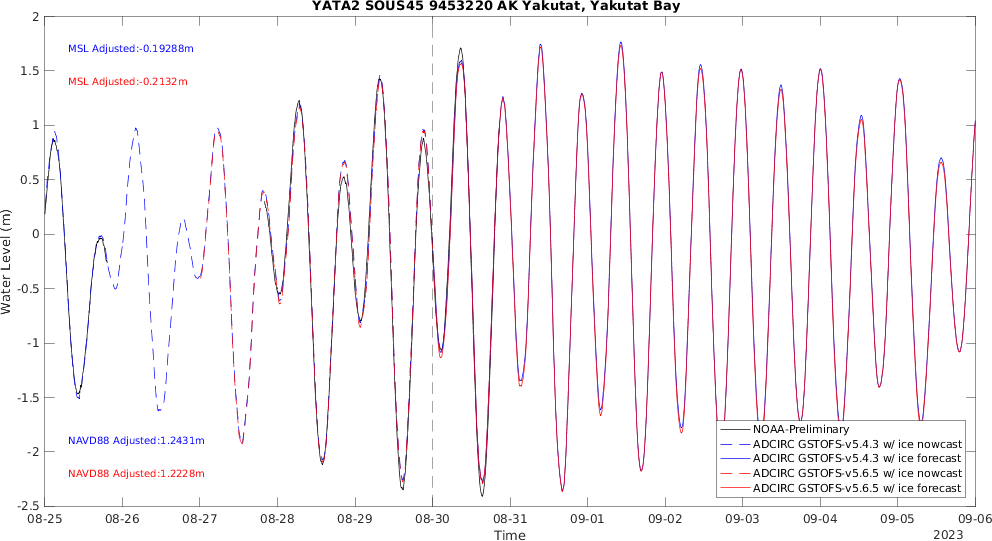 YATA2 SOUS45 9453220 AK Yakutat, Yakutat Bay
2
1.5
1
0.5
0
-0.5
-1
-1.5
-2
-2.5
Water Level (m)
MSL Adjusted:-0.19288m
MSL Adjusted:-0.2132m
NAVD88 Adjusted:1.2431m
NAVD88 Adjusted:1.2228m
NOAA-Preliminary
ADCIRC GSTOFS-v5.4.3 w/ ice nowcast
ADCIRC GSTOFS-v5.4.3 w/ ice forecast
ADCIRC GSTOFS-v5.6.5 w/ ice nowcast
ADCIRC GSTOFS-v5.6.5 w/ ice forecast
08-25 08-26 08-27 08-28 08-29 08-30 08-31 09-01 09-02 09-03 09-04 09-05 09-06
Time
2023